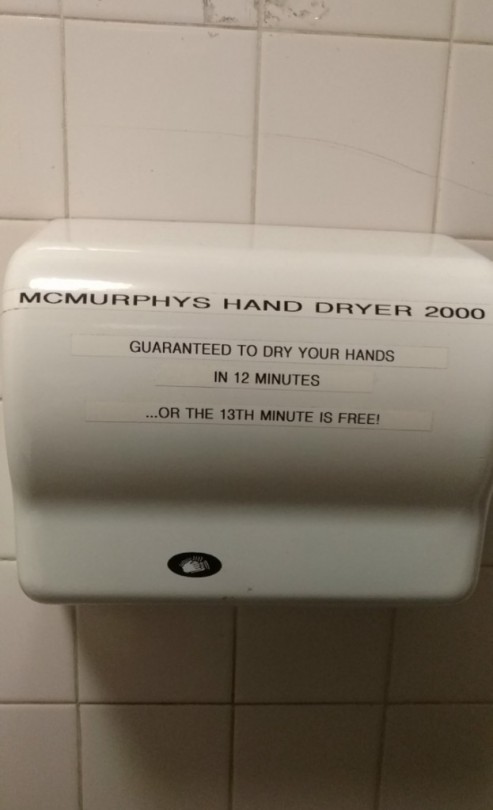 MCMURPHYS HAND DRYER 2000
GUARANTEED TO DRY YOUR HANDS
IN 12 MINUTES
...OR THE 13TH MINUTE IS FREE!